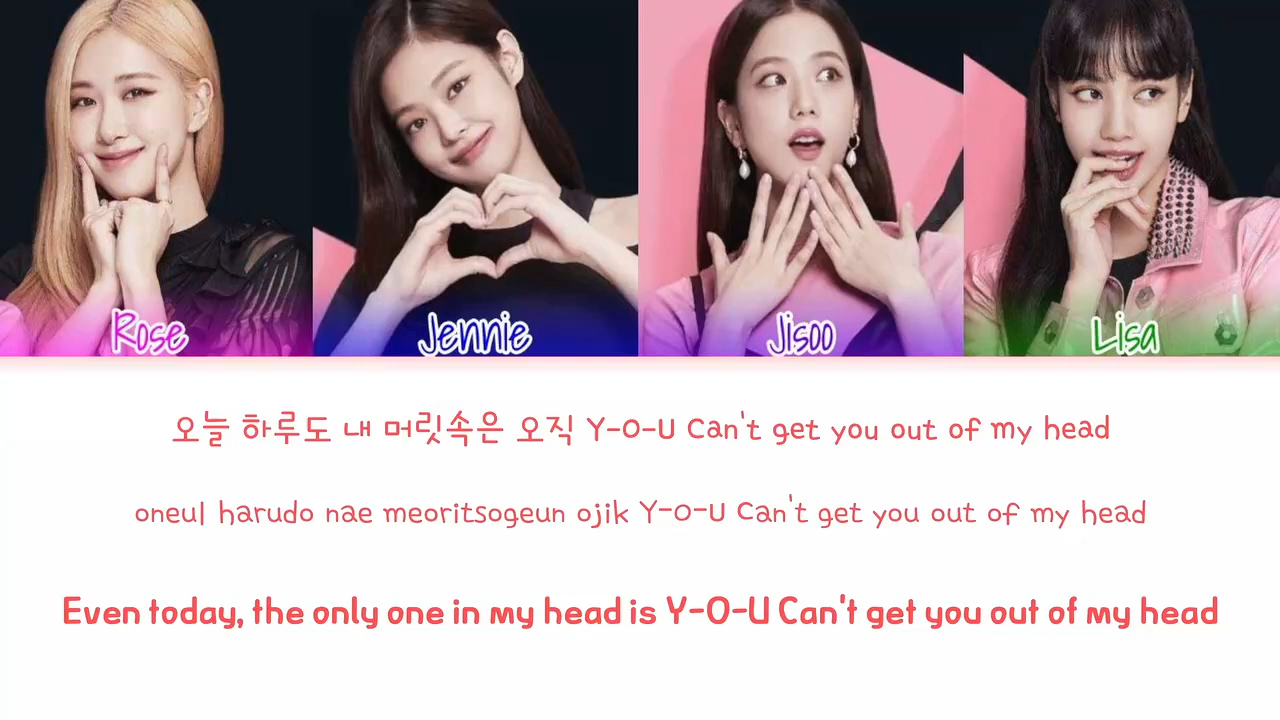 Rose
Jennie
Jisoo
Lisa
오늘 하루도 내 머릿속은 오직 Y-O-U Can't get you out of my head
oneul harudo nae meoritsogeun ojik Y-O-U Can't get you out of my head
Even today, the only one in my head is Y-O-U Can't get you out of my head